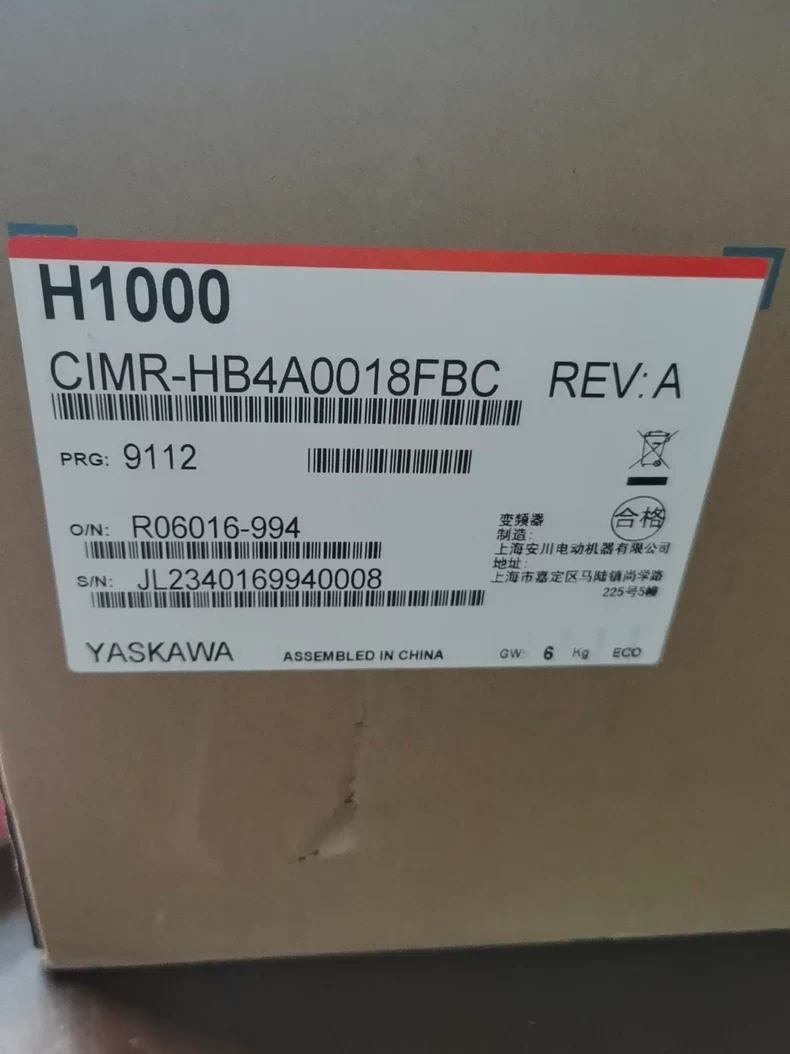 H1000
CIMR-HB4A0018FBC REV: A
PRG: 9112
O/N: R06016-994
S/N: JL2340169940008
变频器
合格
制造:
上海安川电动机器有限公司
地址:
上海市嘉定区马陆镇尚学路
225号5幢
YASKAWA ASSEMBLED IN CHINA GW: 6 Kg ECO